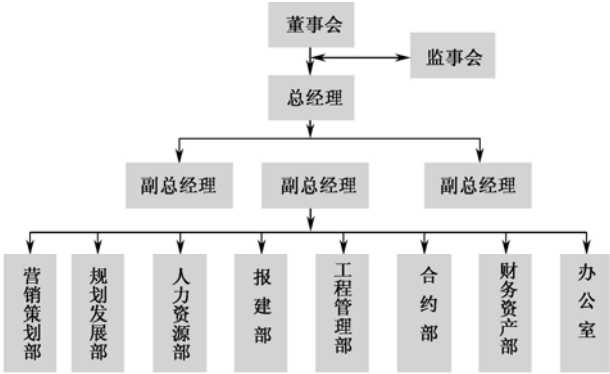 董事会
监事会
总经理
副总经理
副总经理
副总经理
营销策划部
规划发展部
人力资源部
报建部
工程管理部
合约部
财务资产部
办公室